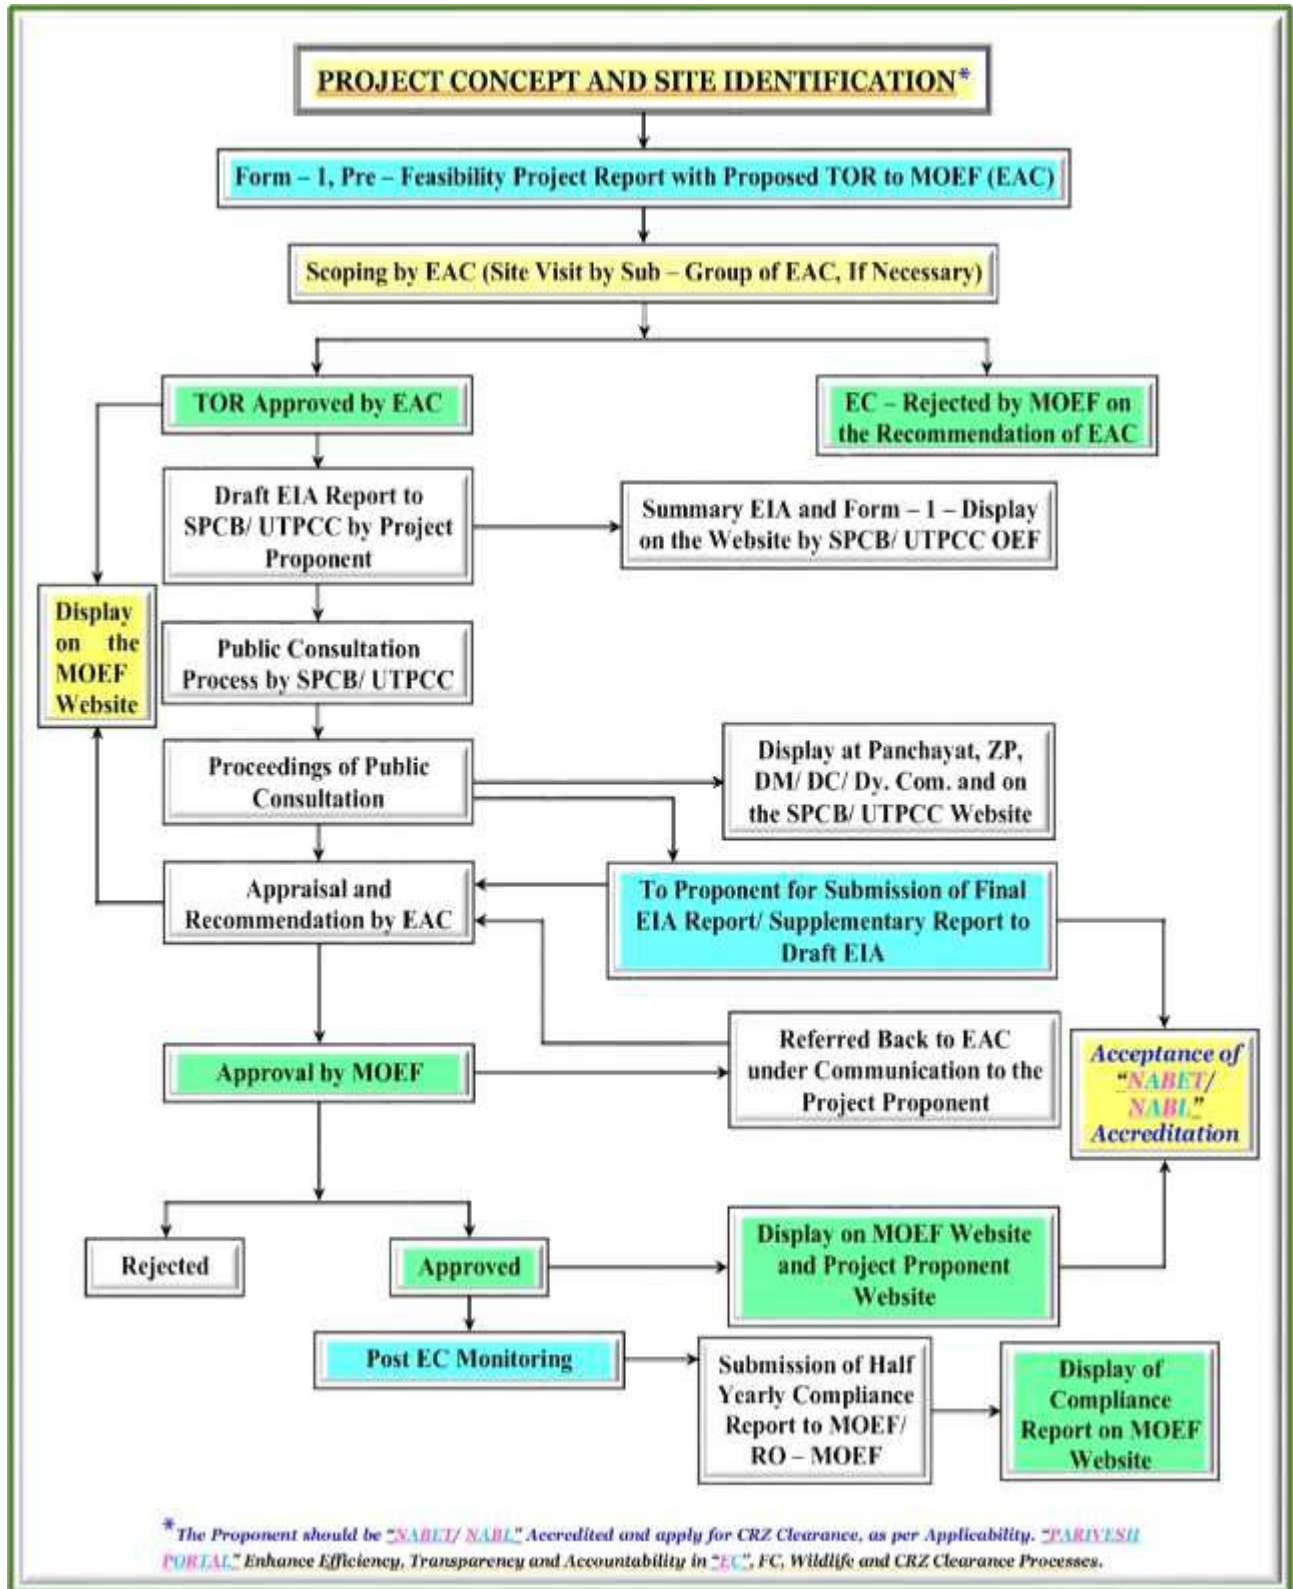 PROJECT CONCEPT AND SITE IDENTIFICATION*
Form – 1, Pre – Feasibility Project Report with Proposed TOR to MOEF (EAC)
Scoping by EAC (Site Visit by Sub – Group of EAC, If Necessary)
TOR Approved by EAC
EC – Rejected by MOEF on
the Recommendation of EAC
Draft EIA Report to
SPCB/ UTPCC by Project
Proponent
Summary EIA and Form – 1 – Display
on the Website by SPCB/ UTPCC OEF
Display
on the
MOEF
Website
Public Consultation
Process by SPCB/ UTPCC
Proceedings of Public
Consultation
Display at Panchayat, ZP,
DM/ DC/ Dy. Com. and on
the SPCB/ UTPCC Website
Appraisal and
Recommendation by EAC
To Proponent for Submission of Final
EIA Report/ Supplementary Report to
Draft EIA
Approval by MOEF
Referred Back to EAC
under Communication to the
Project Proponent
Acceptance of
"NABET/
NABL"
Accreditation
Rejected
Approved
Display on MOEF Website
and Project Proponent
Website
Post EC Monitoring
Submission of Half
Yearly Compliance
Report to MOEF/
RO – MOEF
Display of
Compliance
Report on MOEF
Website
*The Proponent should be "NABET/ NABL" Accredited and apply for CRZ Clearance, as per Applicability. "PARIVESH
PORTAL" Enhance Efficiency, Transparency and Accountability in "EC", FC, Wildlife and CRZ Clearance Processes.